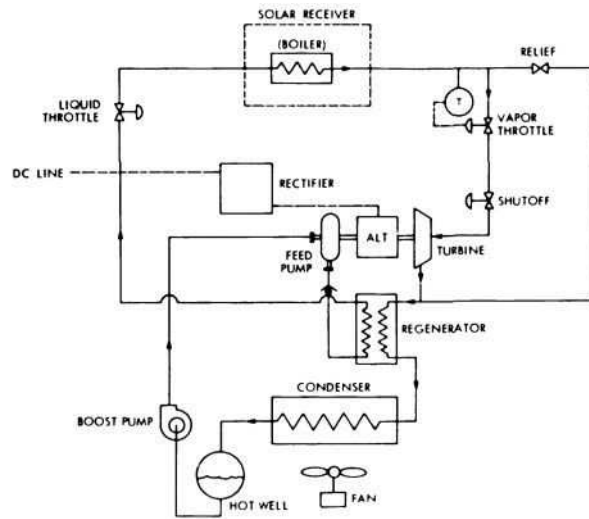 SOLAR RECEIVER
(BOILER)
RELIEF
LIQUID
THROTTLE
T
VAPOR
THROTTLE
DC LINE
RECTIFIER
SHUTOFF
FEED
PUMP
ALT
TURBINE
REGENERATOR
CONDENSER
BOOST PUMP
HOT WELL
FAN